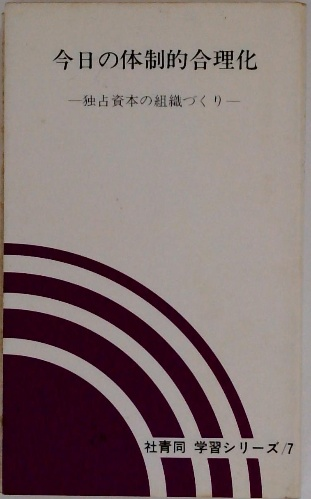 今日の体制的合理化
―独占資本の組織づくり―
社青同 学習シリーズ/7